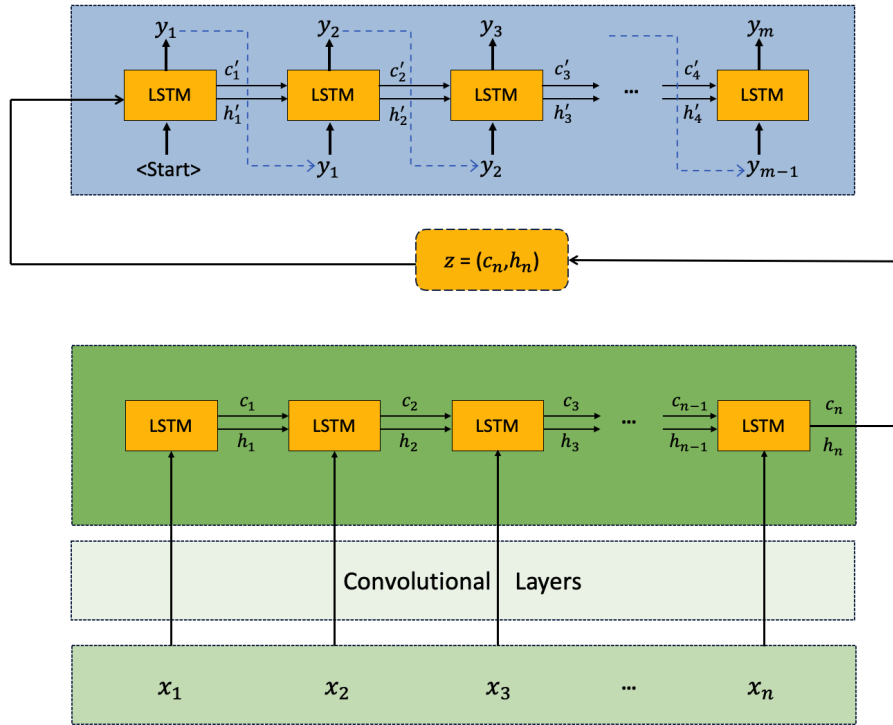 y₁ y₂ y₃ yₘ
c′₁ c′₂ c′₃ c′₄
LSTM LSTM LSTM ... LSTM
h′₁ h′₂ h′₃ h′₄
<Start> y₁ y₂ yₘ₋₁
z = (cₙ,hₙ)
c₁ c₂ c₃ cₙ₋₁ cₙ
LSTM LSTM LSTM ... LSTM
h₁ h₂ h₃ hₙ₋₁ hₙ
Convolutional Layers
x₁ x₂ x₃ ... xₙ